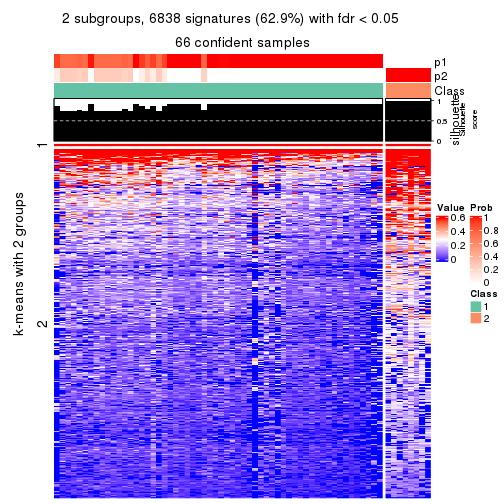 2 subgroups, 6838 signatures (62.9%) with fdr < 0.05
66 confident samples
p1
p2
Class
silhouette
Silhouette
score
1
0.5
0
k-means with 2 groups
1
2
Value
0.6
0.4
0.2
0
Prob
1
0.8
0.6
0.4
0.2
0
Class
1
2